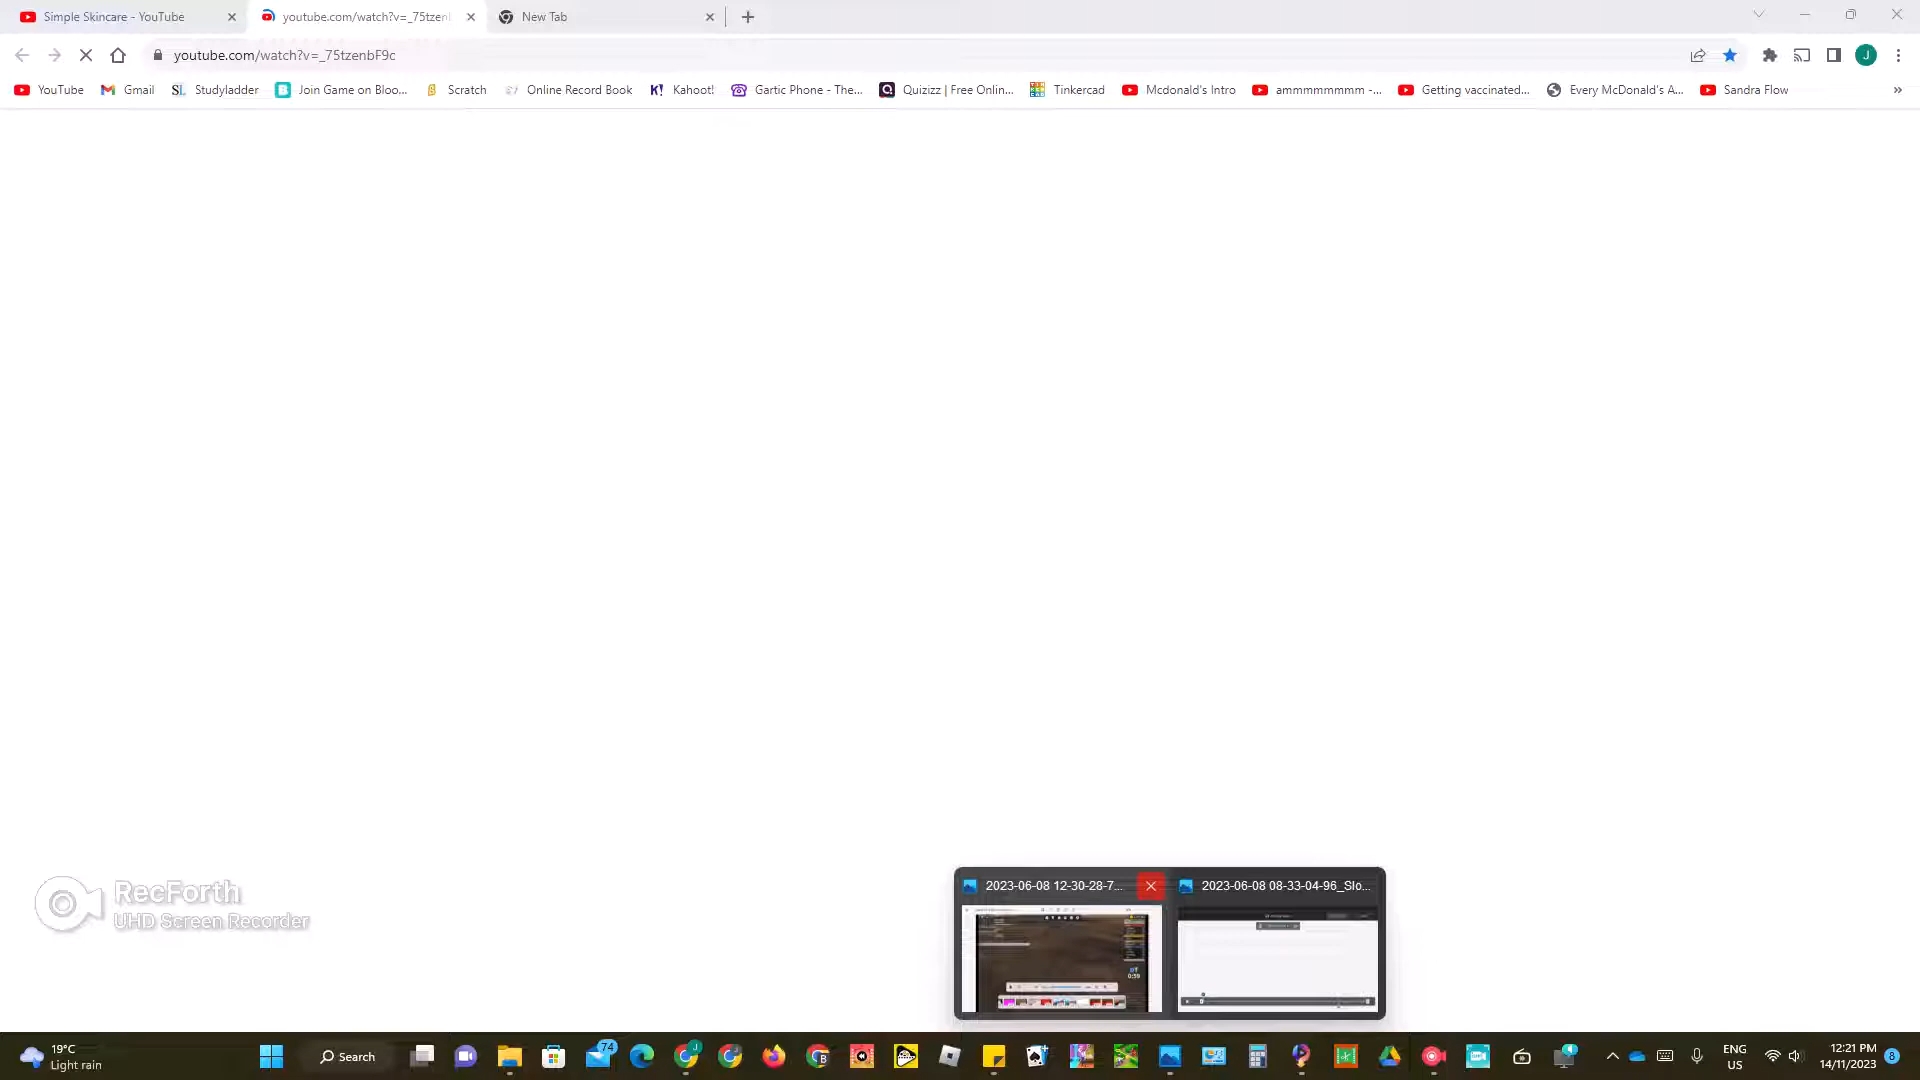 Simple Skincare - YouTube
youtube.com/watch?v=_75tzen
New Tab
youtube.com/watch?v=_75tzenbF9c
J
YouTube
Gmail
Studyladder
Join Game on Bloo...
Scratch
Online Record Book
Kahoot!
Gartic Phone - The...
Quizizz | Free Onlin...
Tinkercad
Mcdonald's Intro
ammmmmmmm -...
Getting vaccinated...
Every McDonald's A...
Sandra Flow
RecForth
UHD Screen Recorder
2023-06-08 12-30-28-7...
2023-06-08 08-33-04-96_Slo...
0:59
19°C
Light rain
Search
74
ENG
US
12:21 PM
14/11/2023
8